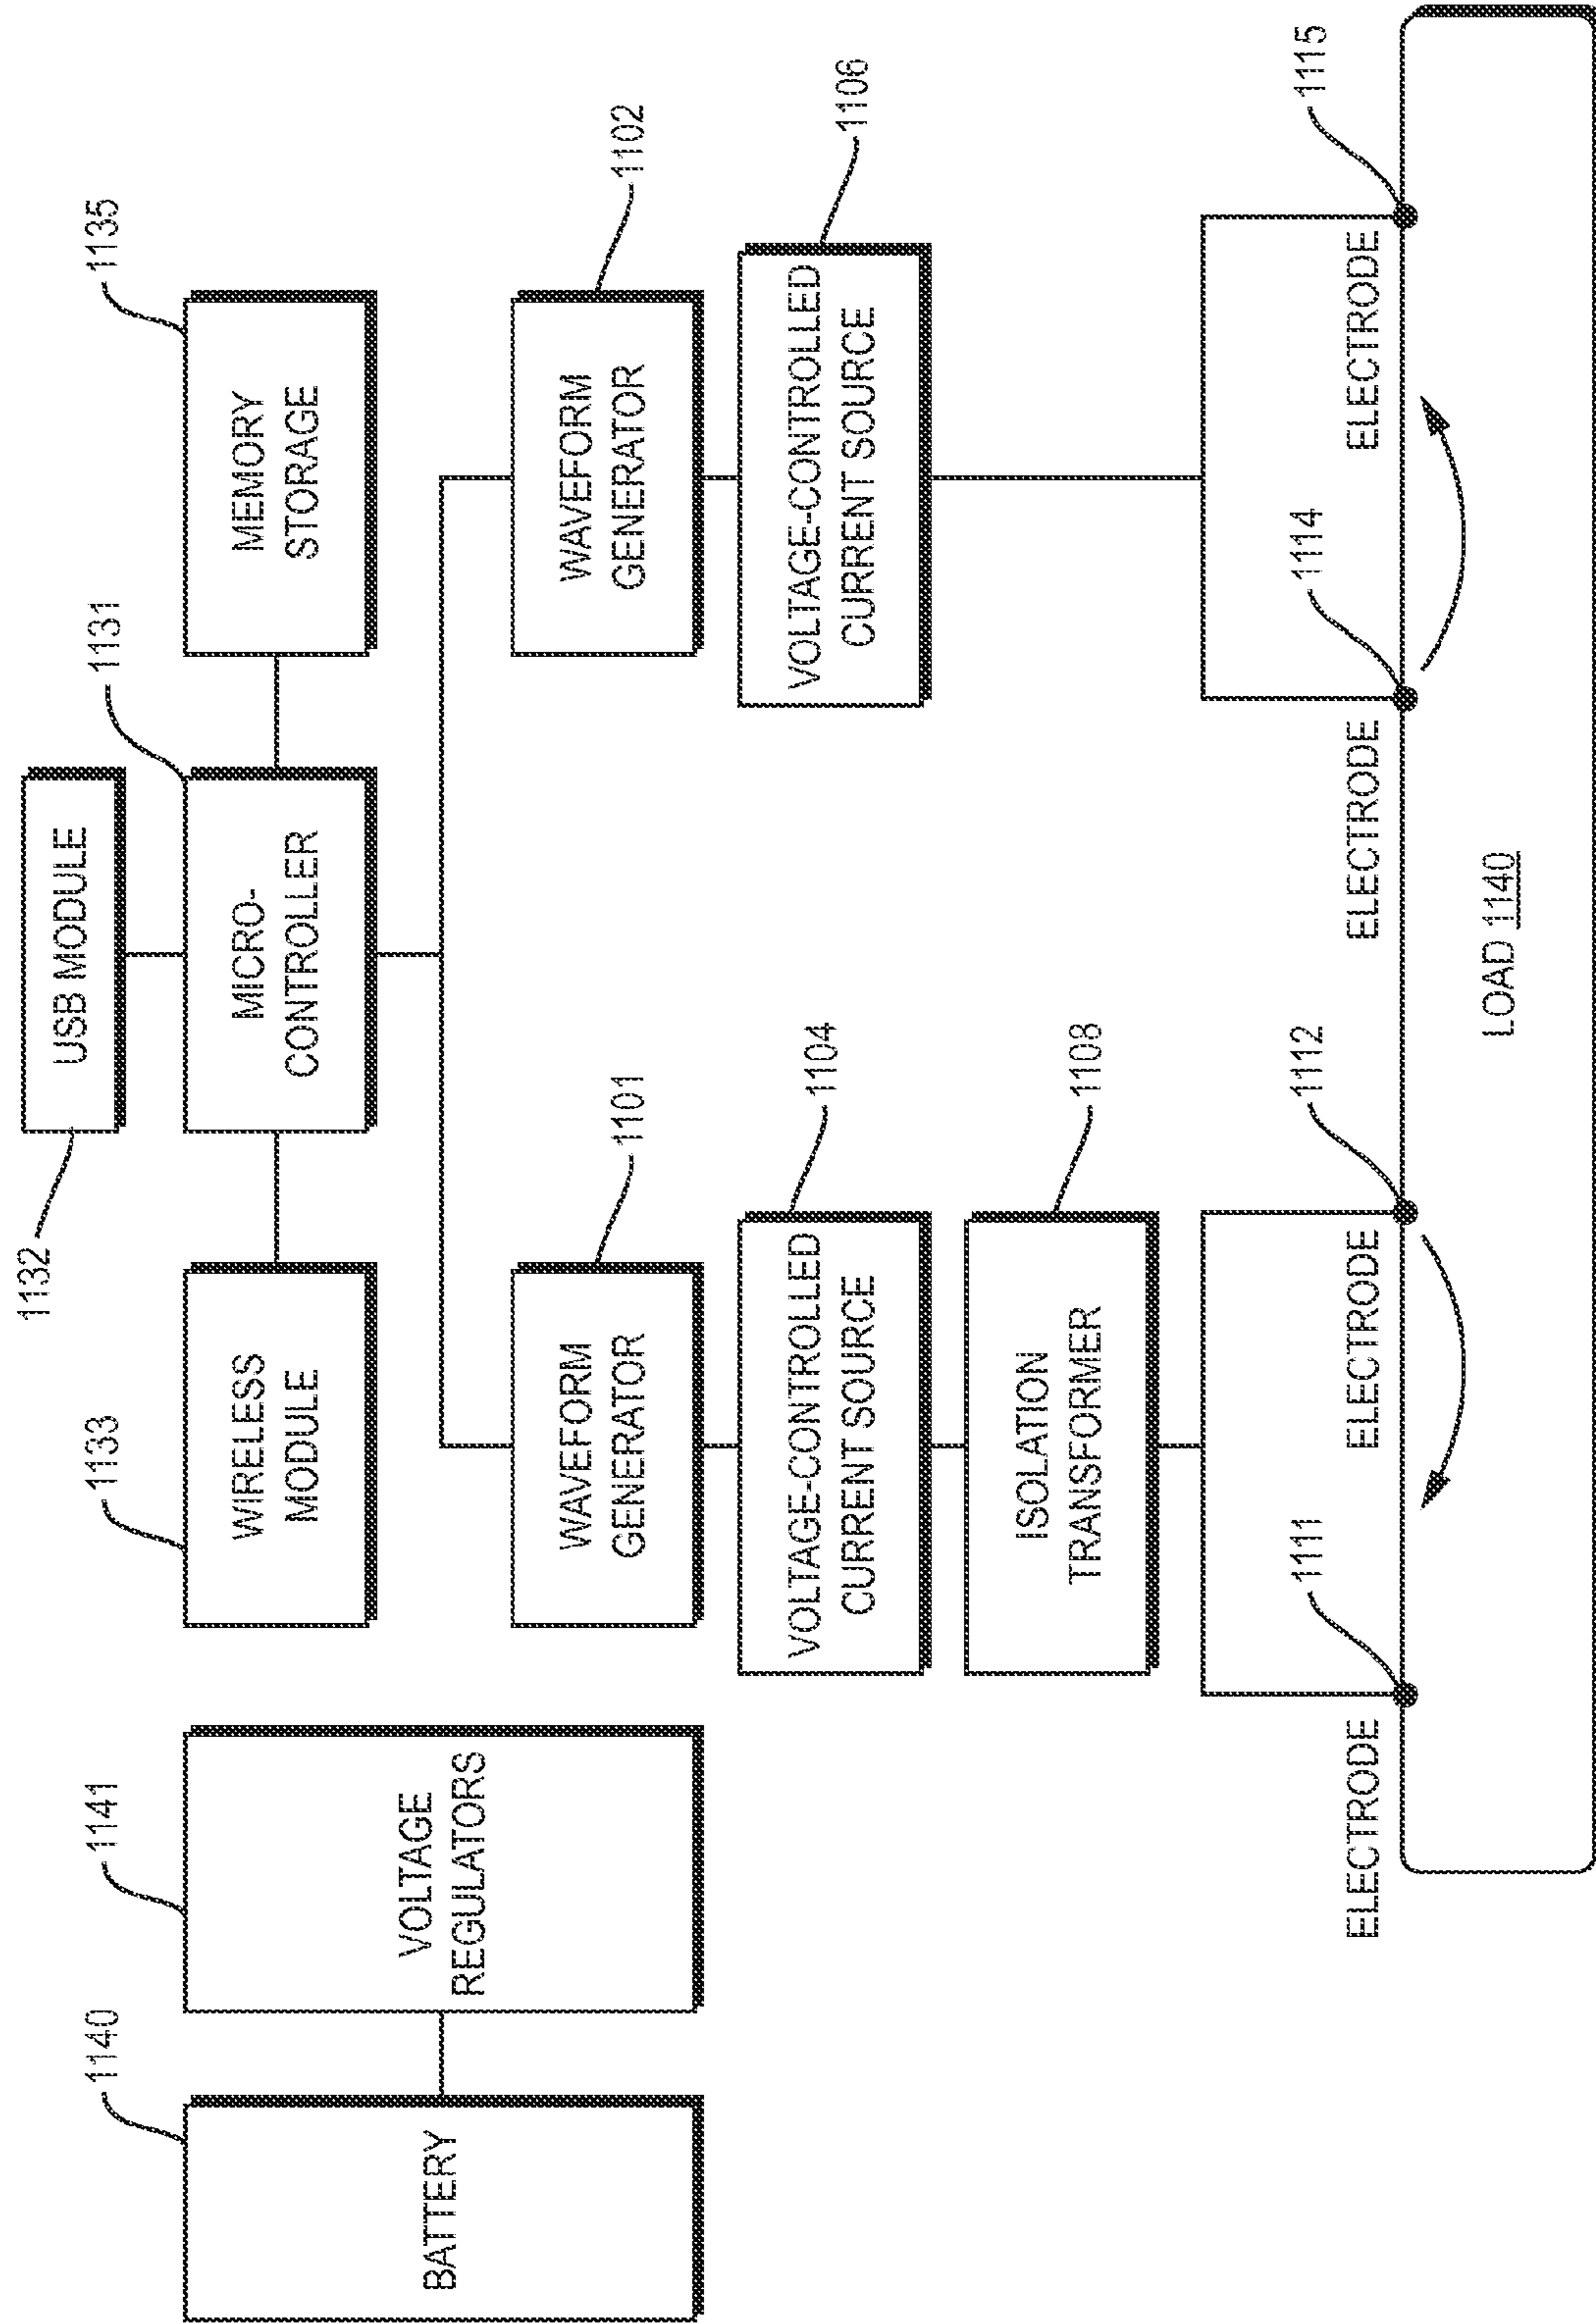 1132
USB MODULE
1140
1141
1133
1131
1135
BATTERY
VOLTAGE
REGULATORS
WIRELESS
MODULE
MICRO-
CONTROLLER
MEMORY
STORAGE
1101
1102
WAVEFORM
GENERATOR
WAVEFORM
GENERATOR
1104
1106
VOLTAGE-CONTROLLED
CURRENT SOURCE
VOLTAGE-CONTROLLED
CURRENT SOURCE
1108
ISOLATION
TRANSFORMER
1111
1112
1114
1115
ELECTRODE
ELECTRODE
ELECTRODE
ELECTRODE
LOAD 1140